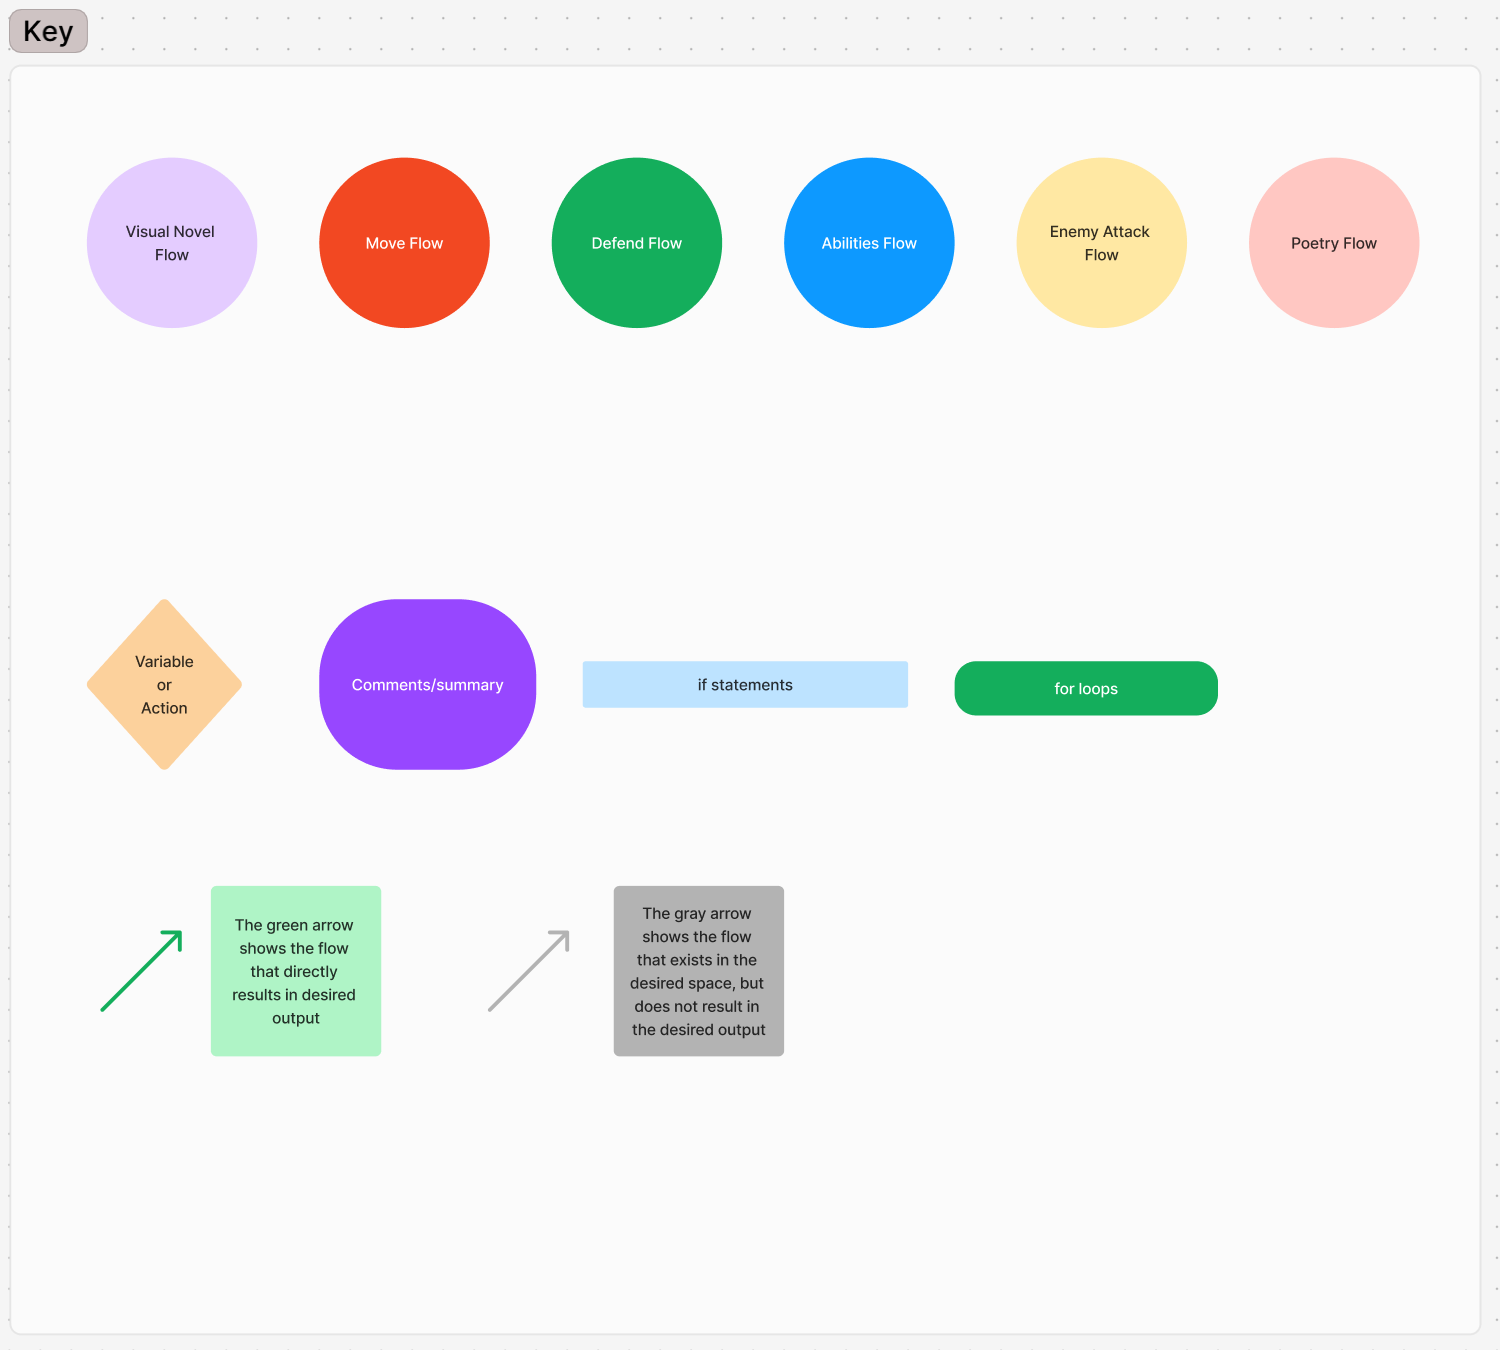 Key
Visual Novel
Flow
Move Flow
Defend Flow
Abilities Flow
Enemy Attack
Flow
Poetry Flow
Variable
or
Action
Comments/summary
if statements
for loops
The green arrow
shows the flow
that directly
results in desired
output
The gray arrow
shows the flow
that exists in the
desired space, but
does not result in
the desired output